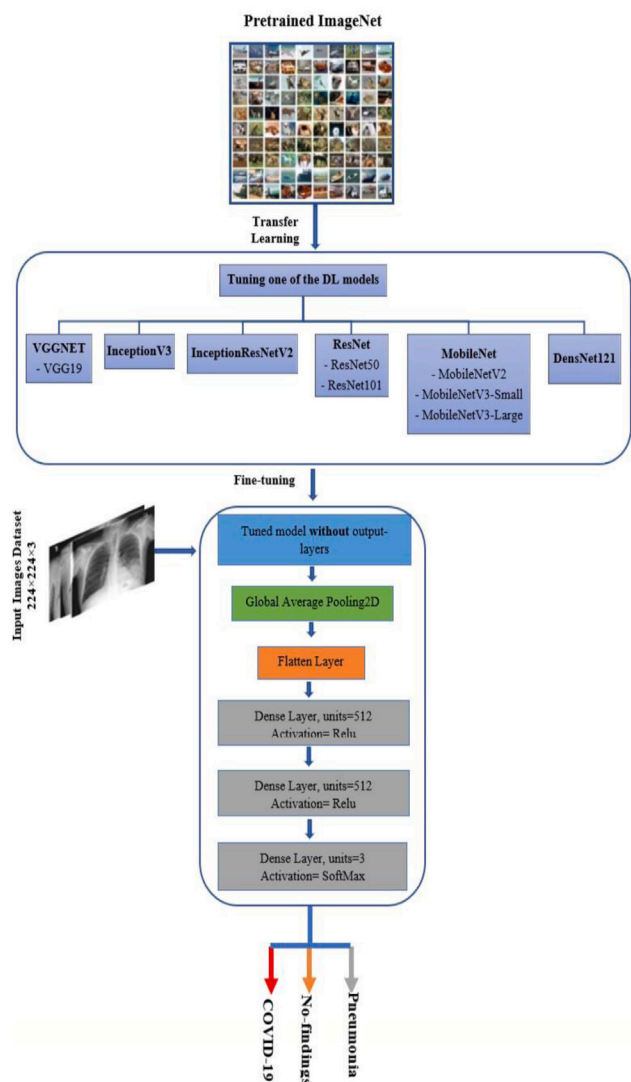 Pretrained ImageNet
Transfer
Learning
Tuning one of the DL models
VGGNET
- VGG19
InceptionV3
InceptionResNetV2
ResNet
- ResNet50
- ResNet101
MobileNet
- MobileNetV2
- MobileNetV3-Small
- MobileNetV3-Large
DensNet121
Fine-tuning
Input Images Dataset
224×224×3
Tuned model without output-
layers
Global Average Pooling2D
Flatten Layer
Dense Layer, units=512
Activation= Relu
Dense Layer, units=512
Activation= Relu
Dense Layer, units=3
Activation= SoftMax
COVID-19
No-findings
Pneumonia